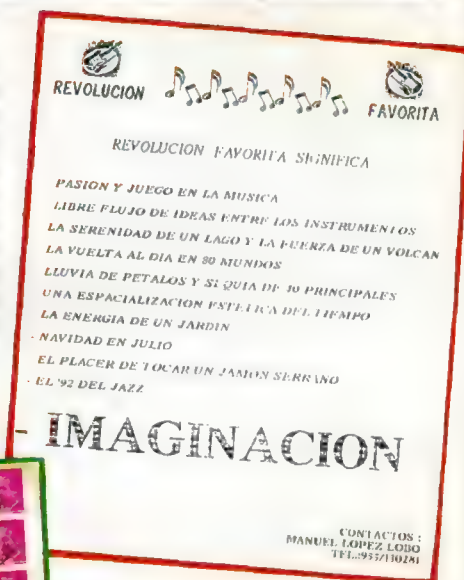 REVOLUCION FAVORITA
REVOLUCION FAVORITA SIGNIFICA
PASION Y JUEGO EN LA MUSICA
LIBRE FLUJO DE IDEAS ENTRE LOS INSTRUMENTOS
LA SERENIDAD DE UN LAGO Y LA FUERZA DE UN VOLCAN
LA VUELTA AL DIA EN 80 MUNDOS
LLUVIA DE PETALOS Y SEQUIA DE PRINCIPALES
UNA ESPACIALIZACION ESTETICA DEL TIEMPO
LA ENERGIA DE UN JARDIN
- NAVIDAD EN JULIO
EL PLACER DE TOCAR UN JAMON SERRANO
- EL '92 DEL JAZZ
IMAGINACION
CONTACTOS :
MANUEL LOPEZ LOBO
TEL.: